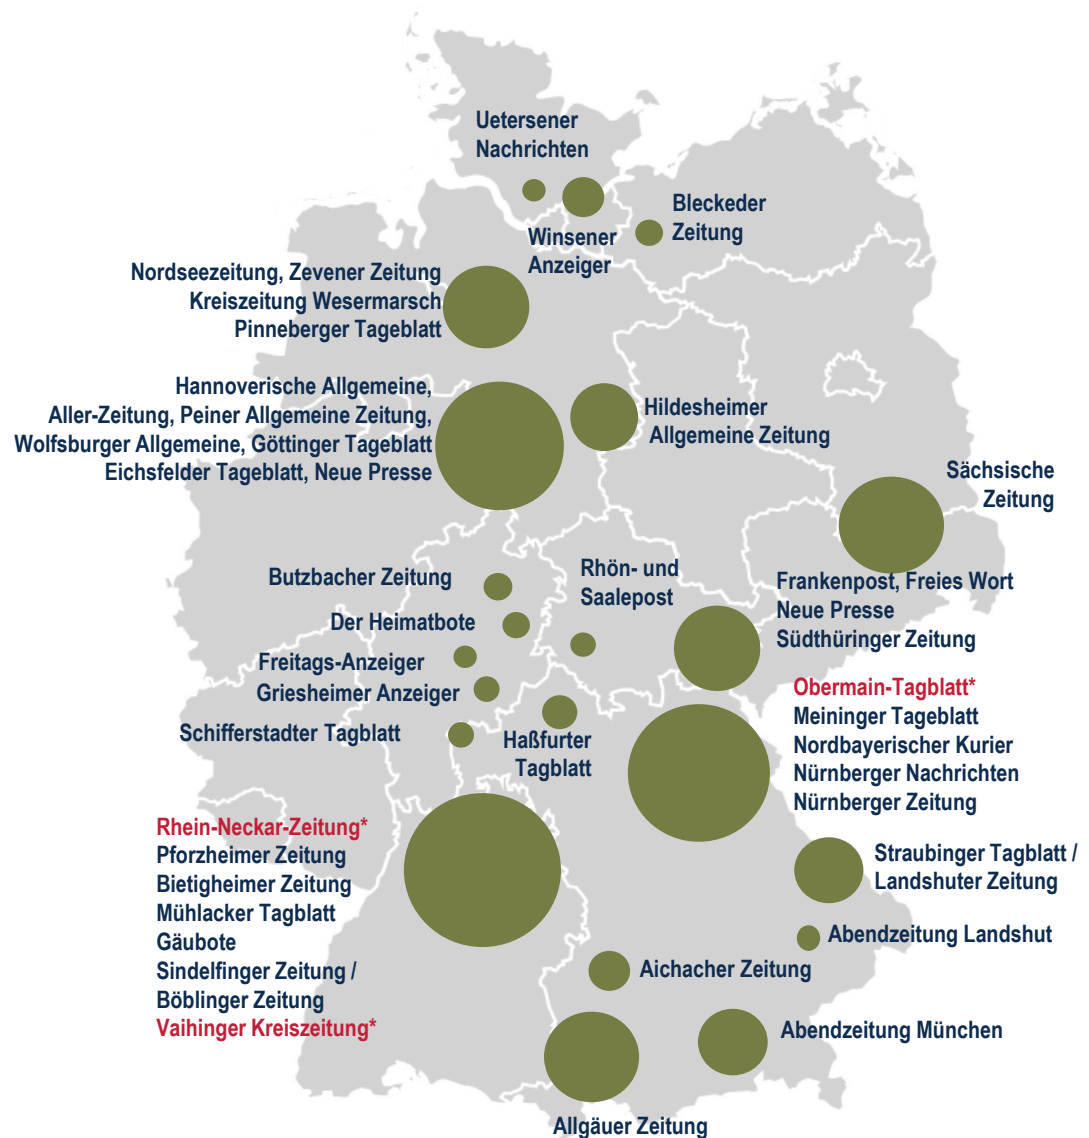 Uetersener
Nachrichten
Bleckeder
Zeitung
Winsener
Anzeiger
Nordseezeitung, Zevener Zeitung
Kreiszeitung Wesermarsch
Pinneberger Tageblatt
Hannoverische Allgemeine,
Aller-Zeitung, Peiner Allgemeine Zeitung,
Wolfsburger Allgemeine, Göttinger Tageblatt
Eichsfelder Tageblatt, Neue Presse
Hildesheimer
Allgemeine Zeitung
Sächsische
Zeitung
Butzbacher Zeitung
Der Heimatbote
Freitags-Anzeiger
Griesheimer Anzeiger
Schifferstadter Tagblatt
Rhön- und
Saalepost
Haßfurter
Tagblatt
Frankenpost, Freies Wort
Neue Presse
Südthüringer Zeitung
Obermain-Tagblatt*
Meininger Tageblatt
Nordbayerischer Kurier
Nürnberger Nachrichten
Nürnberger Zeitung
Rhein-Neckar-Zeitung*
Pforzheimer Zeitung
Bietigheimer Zeitung
Mühlacker Tagblatt
Gäubote
Sindelfinger Zeitung /
Böblinger Zeitung
Vaihinger Kreiszeitung*
Straubinger Tagblatt /
Landshuter Zeitung
Abendzeitung Landshut
Aichacher Zeitung
Abendzeitung München
Allgäuer Zeitung